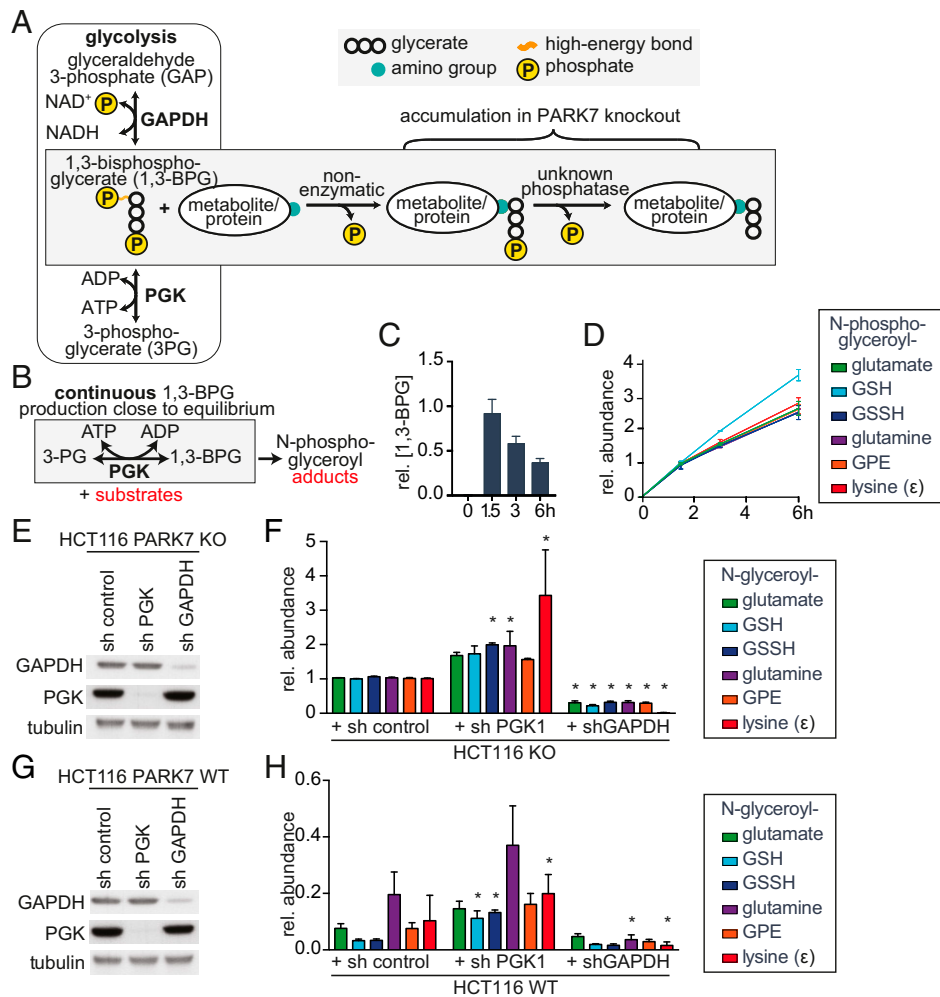 A
glycolysis
glyceraldehyde
3-phosphate (GAP)
NAD+
P
NADH
GAPDH
glycerate
amino group
high-energy bond
P
phosphate
accumulation in PARK7 knockout
1,3-bisphospho-
glycerate (1,3-BPG)
P
P
+
metabolite/
protein
non-
enzymatic
P
metabolite/
protein
P
unknown
phosphatase
P
metabolite/
protein
ADP
ATP
PGK
3-phospho-
glycerate (3PG)
B
continuous 1,3-BPG
production close to equilibrium
ATP
ADP
3-PG
PGK
1,3-BPG
N-phospho-
glyceroyl
adducts
+ substrates
C
rel. [1,3-BPG]
1.5
1.0
0.5
0.0
0 1.5 3 6h
D
rel. abundance
4
3
2
1
0
0 2 4 6h
N-phospho-
glyceroyl-
glutamate
GSH
GSSH
glutamine
GPE
lysine (ε)
E
HCT116 PARK7 KO
sh control
sh PGK
sh GAPDH
GAPDH
PGK
tubulin
F
rel. abundance
5
4
3
2
1
0
* * *
* * * * * *
+ sh control
+ sh PGK1
+ shGAPDH
HCT116 KO
N-glyceroyl-
glutamate
GSH
GSSH
glutamine
GPE
lysine (ε)
G
HCT116 PARK7 WT
sh control
sh PGK
sh GAPDH
GAPDH
PGK
tubulin
H
rel. abundance
0.6
0.4
0.2
0.0
* * *
* *
+ sh control
+ sh PGK1
+ shGAPDH
HCT116 WT
N-glyceroyl-
glutamate
GSH
GSSH
glutamine
GPE
lysine (ε)